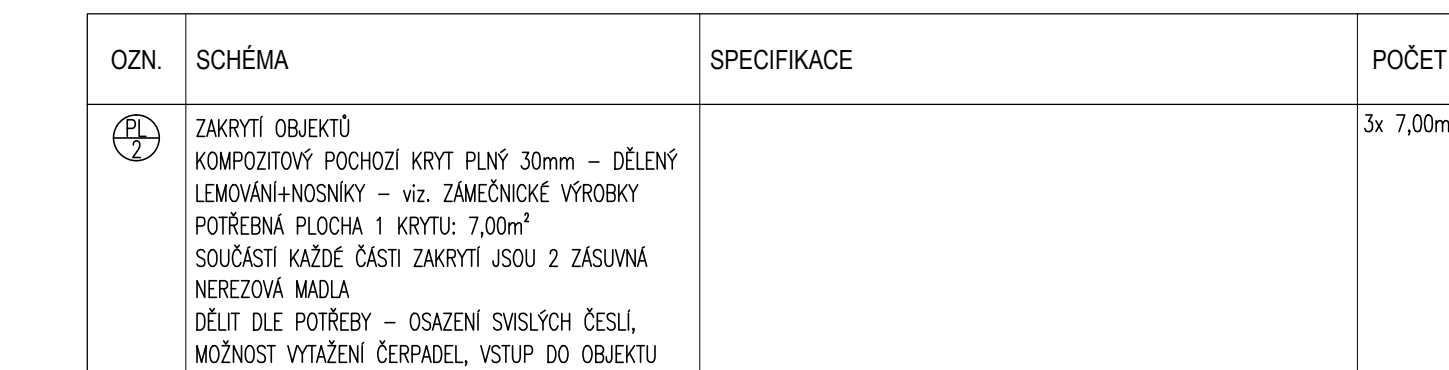 OZN. SCHÉMA SPECIFIKACE POČET
PL 2 ZAKRYTÍ OBJEKTŮ 3x 7,00m
KOMPOZITOVÝ POCHOZÍ KRYT PLNÝ 30mm – DĚLENÝ
LEMOVÁNÍ+NOSNÍKY – viz. ZÁMEČNICKÉ VÝROBKY
POTŘEBNÁ PLOCHA 1 KRYTU: 7,00m²
SOUČÁSTÍ KAŽDÉ ČÁSTI ZAKRYTÍ JSOU 2 ZÁSUVNÁ
NEREZOVÁ MADLA
DĚLIT DLE POTŘEBY – OSAZENÍ SVISLÝCH ČESLÍ,
MOŽNOST VYTAŽENÍ ČERPADEL, VSTUP DO OBJEKTU